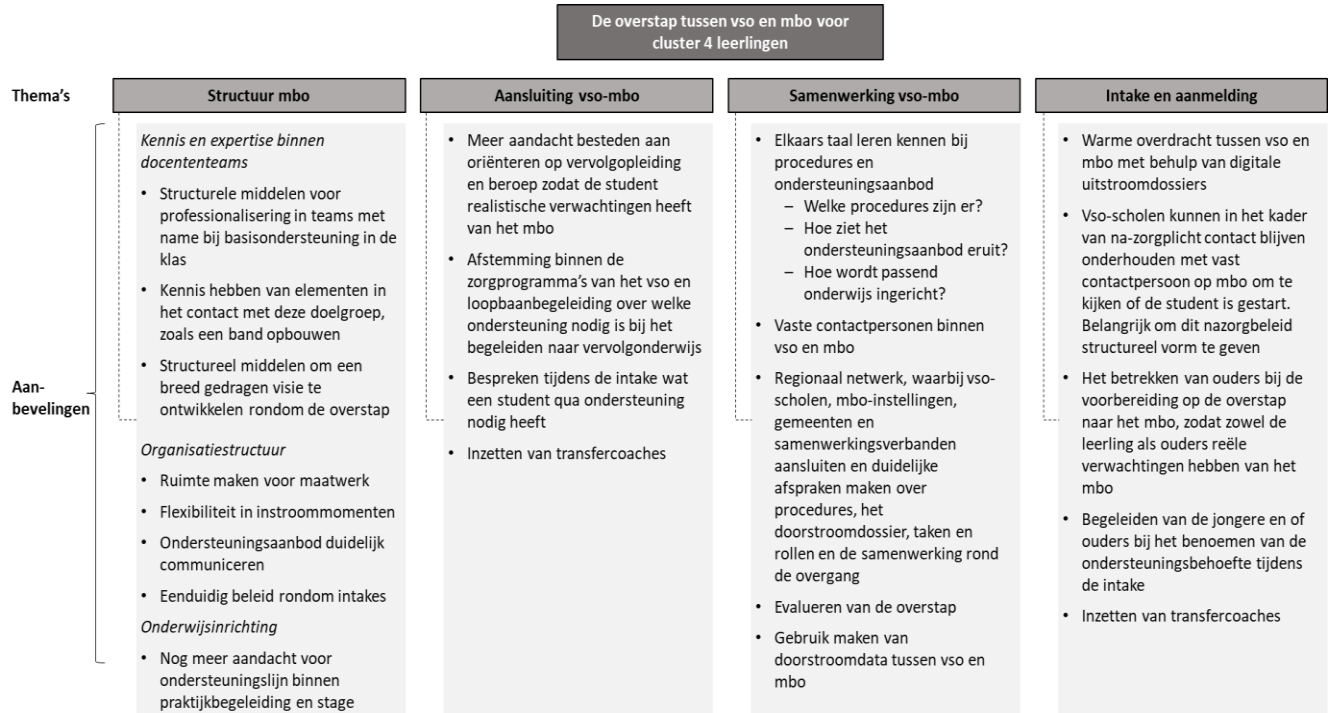 De overstap tussen vso en mbo voor
cluster 4 leerlingen
Thema's
Structuur mbo
Aansluiting vso-mbo
Samenwerking vso-mbo
Intake en aanmelding
Aan-
bevelingen
Kennis en expertise binnen
docententeams
• Structurele middelen voor
professionalisering in teams met
name bij basisondersteuning in de
klas
• Kennis hebben van elementen in
het contact met deze doelgroep,
zoals een band opbouwen
• Structureel middelen om een
breed gedragen visie te
ontwikkelen rondom de overstap
Organisatiestructuur
• Ruimte maken voor maatwerk
• Flexibiliteit in instroommomenten
• Ondersteuningsaanbod duidelijk
communiceren
• Eenduidig beleid rondom intakes
Onderwijsinrichting
• Nog meer aandacht voor
ondersteuningslijn binnen
praktijkbegeleiding en stage
• Meer aandacht besteden aan
oriënteren op vervolgopleiding
en beroep zodat de student
realistische verwachtingen heeft
van het mbo
• Afstemming binnen de
zorgprogramma's van het vso en
loopbaanbegeleiding over welke
ondersteuning nodig is bij het
begeleiden naar vervolgonderwijs
• Bespreken tijdens de intake wat
een student qua ondersteuning
nodig heeft
• Inzetten van transfercoaches
• Elkaars taal leren kennen bij
procedures en
ondersteuningsaanbod
– Welke procedures zijn er?
– Hoe ziet het
ondersteuningsaanbod eruit?
– Hoe wordt passend
onderwijs ingericht?
• Vaste contactpersonen binnen
vso en mbo
• Regionaal netwerk, waarbij vso-
scholen, mbo-instellingen,
gemeenten en
samenwerkingsverbanden
aansluiten en duidelijke
afspraken maken over
procedures, het
doorstroomdossier, taken en
rollen en de samenwerking rond
de overgang
• Evalueren van de overstap
• Gebruik maken van
doorstroomdata tussen vso en
mbo
• Warme overdracht tussen vso en
mbo met behulp van digitale
uitstroomdossiers
• Vso-scholen kunnen in het kader
van na-zorgplicht contact blijven
onderhouden met vast
contactpersoon op mbo om te
kijken of de student is gestart.
Belangrijk om dit nazorgbeleid
structureel vorm te geven
• Het betrekken van ouders bij de
voorbereiding op de overstap
naar het mbo, zodat zowel de
leerling als ouders reële
verwachtingen hebben van het
mbo
• Begeleiden van de jongere en of
ouders bij het benoemen van de
ondersteuningsbehoefte tijdens
de intake
• Inzetten van transfercoaches